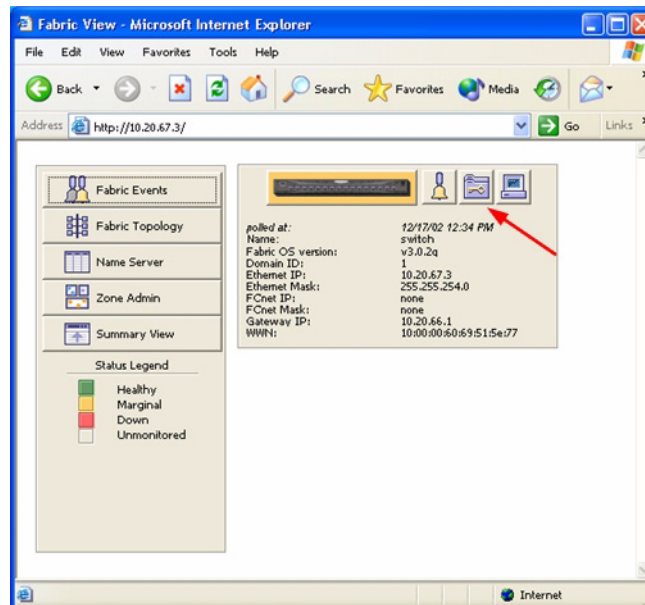 Fabric View - Microsoft Internet Explorer
File Edit View Favorites Tools Help
Back Search Favorites Media
Address http://10.20.67.3/ Go Links
Fabric Events
Fabric Topology
Name Server
Zone Admin
Summary View
Status Legend
Healthy
Marginal
Down
Unmonitored
polled at: 12/17/02 12:34 PM
Name: switch
Fabric OS version: v3.0.2q
Domain ID: 1
Ethernet IP: 10.20.67.3
Ethernet Mask: 255.255.254.0
FCnet IP: none
FCnet Mask: none
Gateway IP: 10.20.66.1
WWN: 10:00:00:60:69:51:5e:77
Internet